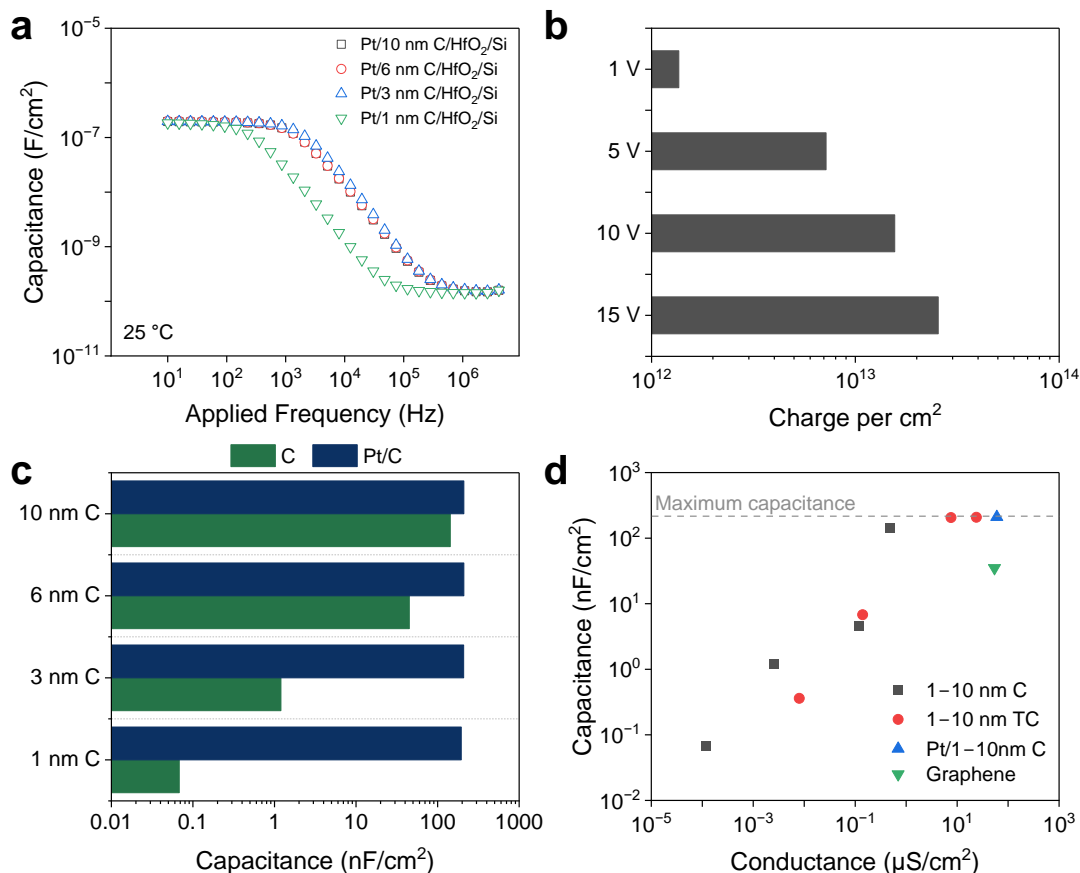 a
10⁻⁵
10⁻⁷
10⁻⁹
10⁻¹¹
Capacitance (F/cm²)
Pt/10 nm C/HfO₂/Si
Pt/6 nm C/HfO₂/Si
Pt/3 nm C/HfO₂/Si
Pt/1 nm C/HfO₂/Si
25 °C
10¹ 10² 10³ 10⁴ 10⁵ 10⁶
Applied Frequency (Hz)
b
1 V
5 V
10 V
15 V
10¹² 10¹³ 10¹⁴
Charge per cm²
c
C Pt/C
10 nm C
6 nm C
3 nm C
1 nm C
0.01 0.1 1 10 100 1000
Capacitance (nF/cm²)
d
10³
10²
10¹
10⁰
10⁻¹
10⁻²
Capacitance (nF/cm²)
Maximum capacitance
1−10 nm C
1−10 nm TC
Pt/1−10nm C
Graphene
10⁻⁵ 10⁻³ 10⁻¹ 10¹ 10³
Conductance (µS/cm²)